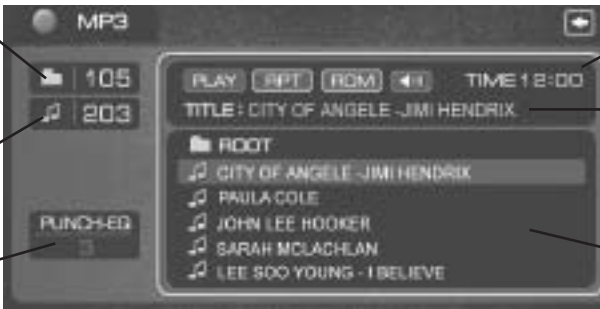 MP3
105
203
PLAY RPT RDM TIME 12:00
TITLE : CITY OF ANGELE -JIMI HENDRIX
ROOT
CITY OF ANGELE -JIMI HENDRIX
PAULA COLE
JOHN LEE HOOKER
SARAH MCLACHLAN
LEE SOO YOUNG - I BELIEVE
PUNCH-EQ